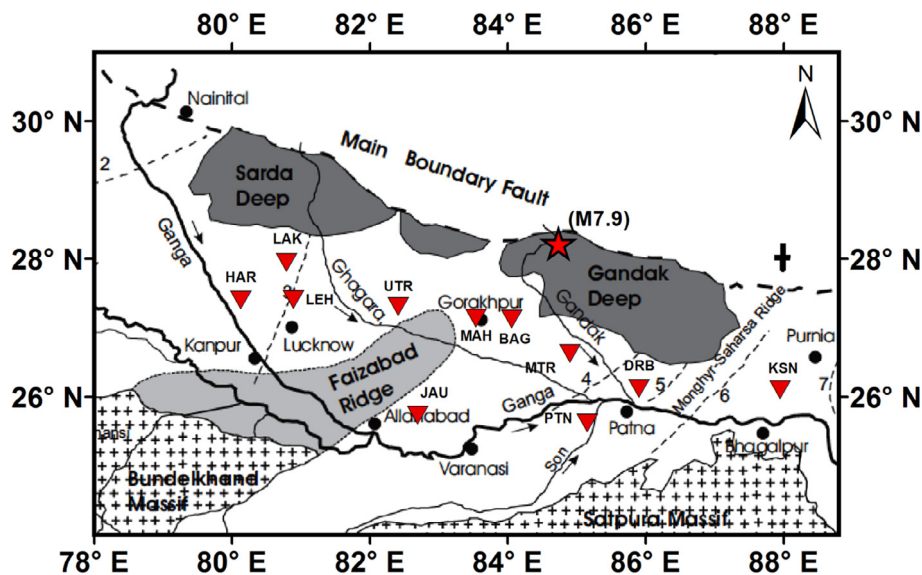 80° E 82° E 84° E 86° E 88° E
N
Nainital
30° N
30° N
Main Boundary Fault
2
Sarda
Deep
(M7.9)
28° N
28° N
LAK
Ganga
Ghagara
HAR
LEH
UTR
Gorakhpur
Gandak
Deep
Gandak
MAH
BAG
Purnia
Kanpur
Lucknow
Faizabad
Ridge
MTR
DRB
KSN
4
5
6
7
Monghyr-Saharsa Ridge
26° N
26° N
JAU
Ganga
Allahabad
PTN
Patna
Son
Bhagalpur
Varanasi
Bundelkhand
Massif
Satpura Massif
78° E 80° E 82° E 84° E 86° E 88° E